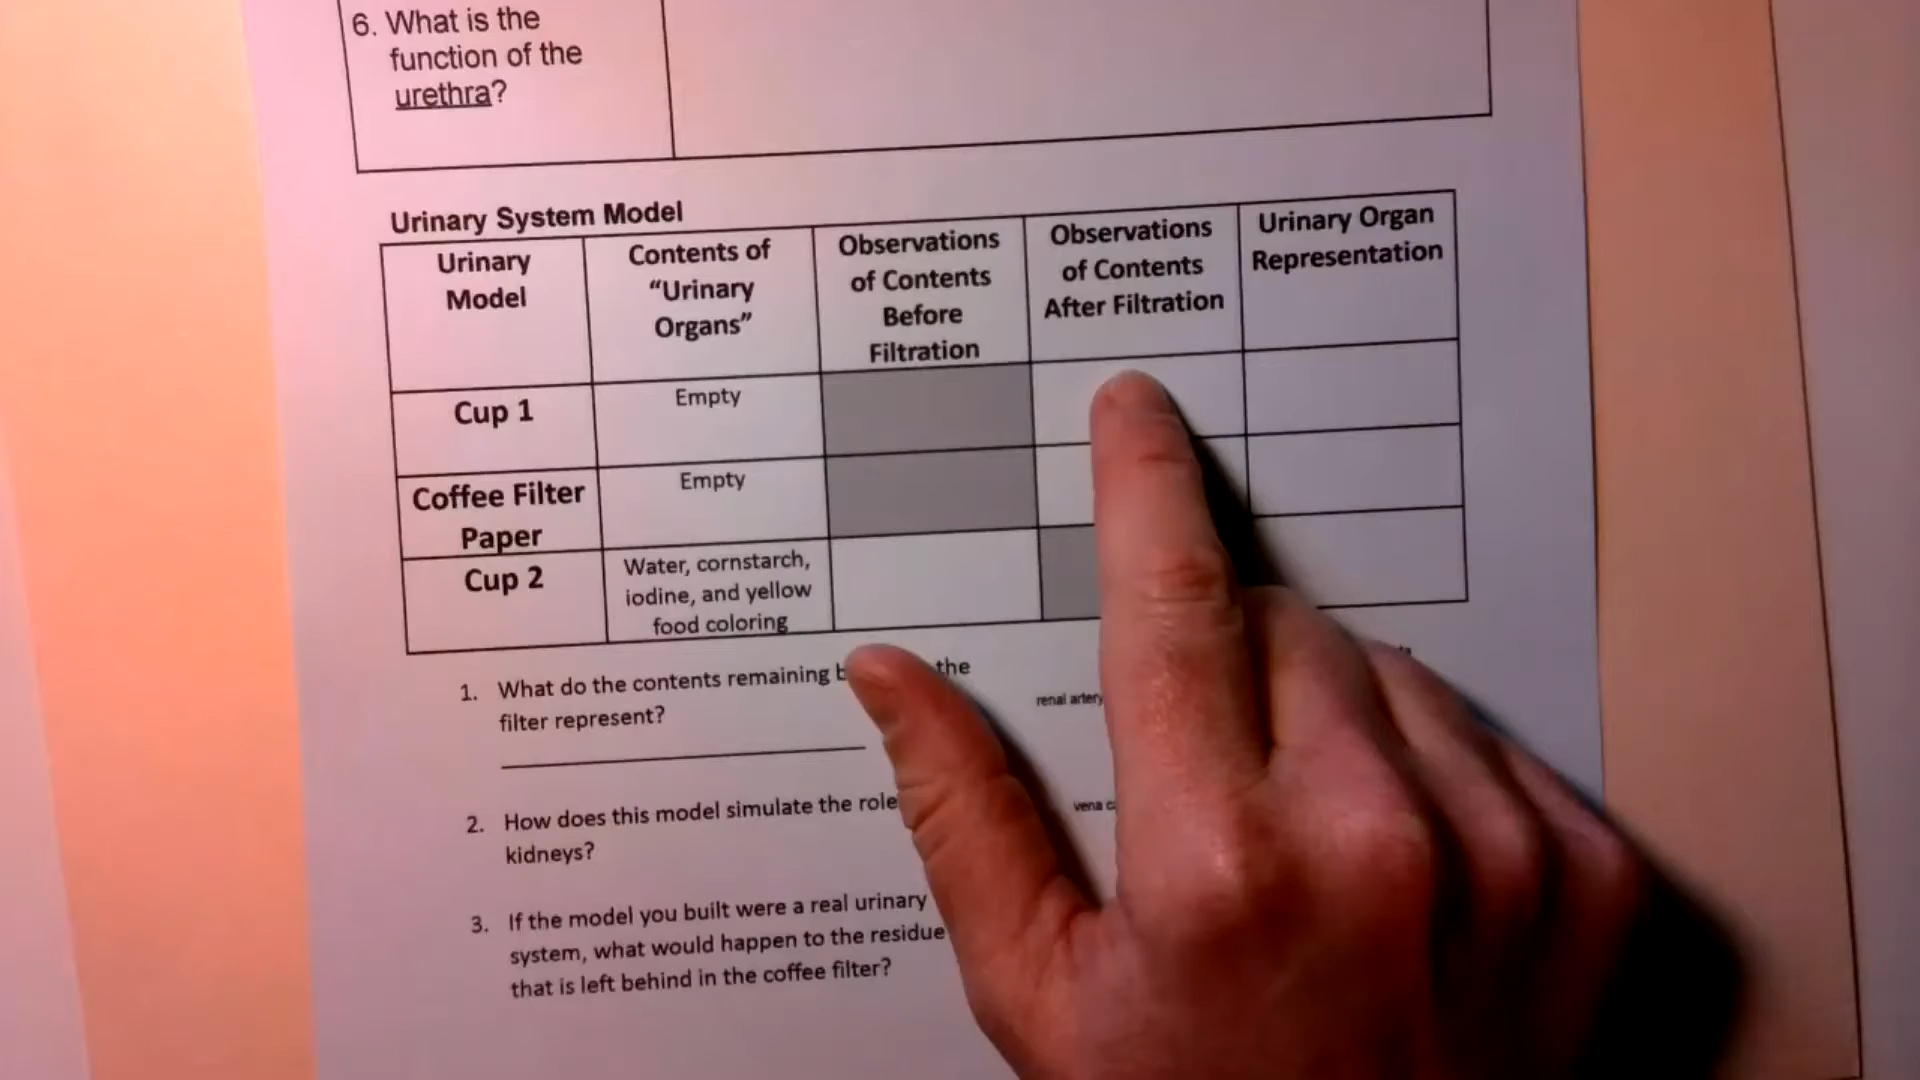 6. What is the
function of the
urethra?
Urinary System Model
Urinary
Model
Contents of
“Urinary
Organs”
Observations
of Contents
Before
Filtration
Observations
of Contents
After Filtration
Urinary Organ
Representation
Cup 1
Empty
Coffee Filter
Paper
Empty
Cup 2
Water, cornstarch,
iodine, and yellow
food coloring
1. What do the contents remaining the
filter represent?
2. How does this model simulate the role
kidneys?
3. If the model you built were a real urinary
system, what would happen to the residue
that is left behind in the coffee filter?
renal artery
vena